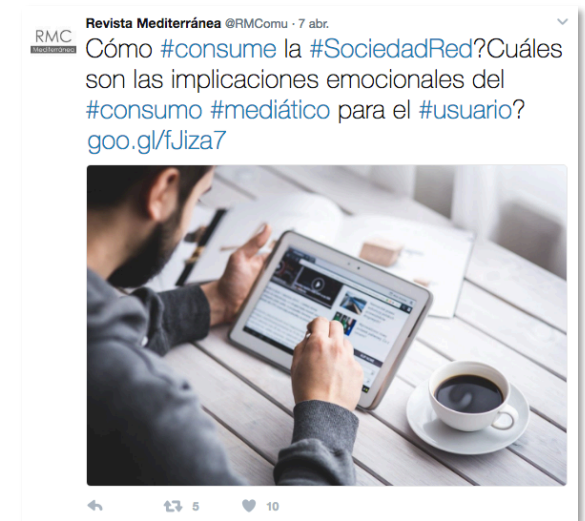 Revista Mediterránea @RMComu · 7 abr.
RMC
Mediterránea
Cómo #consume la #SociedadRed?Cuáles
son las implicaciones emocionales del
#consumo #mediático para el #usuario?
goo.gl/fJiza7
5 10